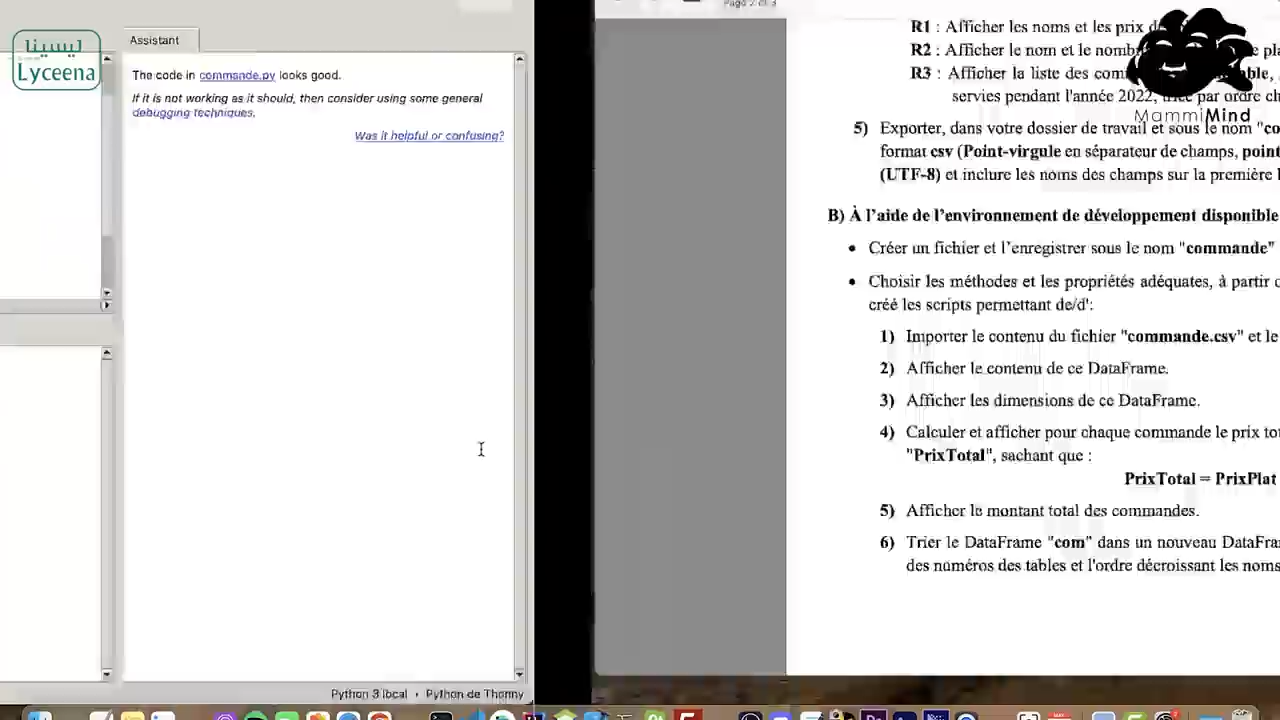 ليسينا
Lyceena
Assistant
The code in commande.py looks good.
If it is not working as it should, then consider using some general
debugging techniques.
Was it helpful or confusing?
Python 3 local • Python de Thonny
Page 2 of 3
R1 : Afficher les noms et les prix
R2 : Afficher le nom et le
R3 : Afficher la liste des
servies pendant l'année 2022, par ordre
MammiMind
5) Exporter, dans votre dossier de travail et sous le nom "co
format csv (Point-virgule en séparateur de champs, point
(UTF-8) et inclure les noms des champs sur la première
B) À l'aide de l'environnement de développement disponible
• Créer un fichier et l'enregistrer sous le nom "commande"
• Choisir les méthodes et les propriétés adéquates, à partir
créé les scripts permettant de/d':
1) Importer le contenu du fichier "commande.csv" et le
2) Afficher le contenu de ce DataFrame.
3) Afficher les dimensions de ce DataFrame.
4) Calculer et afficher pour chaque commande le prix
"PrixTotal", sachant que :
PrixTotal = PrixPlat
5) Afficher le montant total des commandes.
6) Trier le DataFrame "com" dans un nouveau
des numéros des tables et l'ordre décroissant les noms